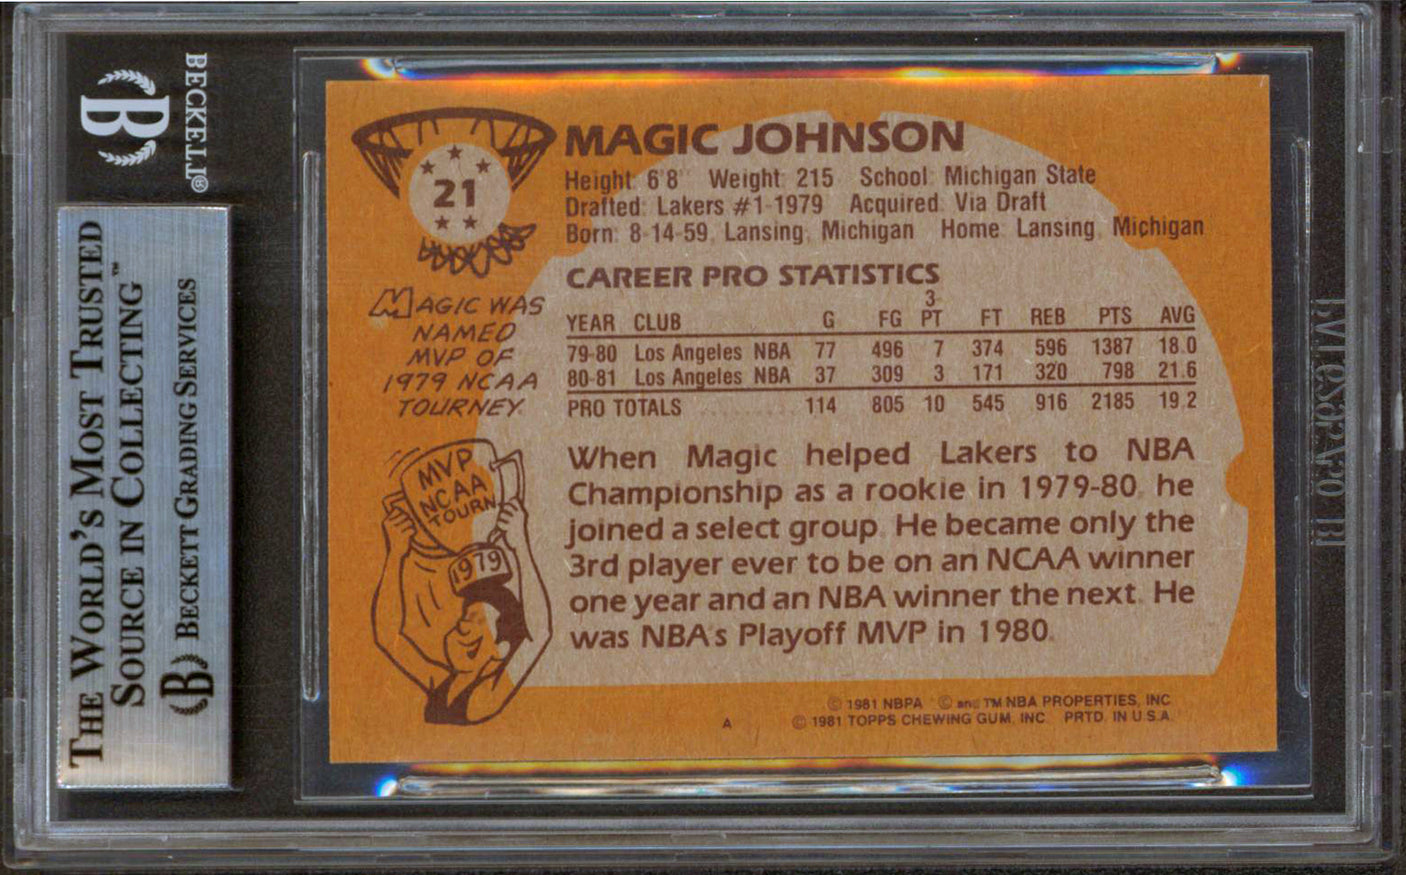 BECKETT®
THE WORLD'S MOST TRUSTED
SOURCE IN COLLECTING™
BECKETT GRADING SERVICES
21
MAGIC JOHNSON
Height: 6'8" Weight: 215 School: Michigan State
Drafted: Lakers #1-1979 Acquired: Via Draft
Born: 8-14-59, Lansing, Michigan Home: Lansing, Michigan
CAREER PRO STATISTICS
YEAR CLUB G FG 3-PT FT REB PTS AVG
79-80 Los Angeles NBA 77 496 7 374 596 1387 18.0
80-81 Los Angeles NBA 37 309 3 171 320 798 21.6
PRO TOTALS .......... 114 805 10 545 916 2185 19.2
MAGIC WAS
NAMED
MVP OF
1979 NCAA
TOURNEY.
MVP
NCAA
TOURN.
1979
When Magic helped Lakers to NBA
Championship as a rookie in 1979-80, he
joined a select group. He became only the
3rd player ever to be on an NCAA winner
one year and an NBA winner the next. He
was NBA's Playoff MVP in 1980.
© 1981 NBPA © and TM NBA PROPERTIES, INC.
A © 1981 TOPPS CHEWING GUM, INC. PRTD. IN U.S.A.